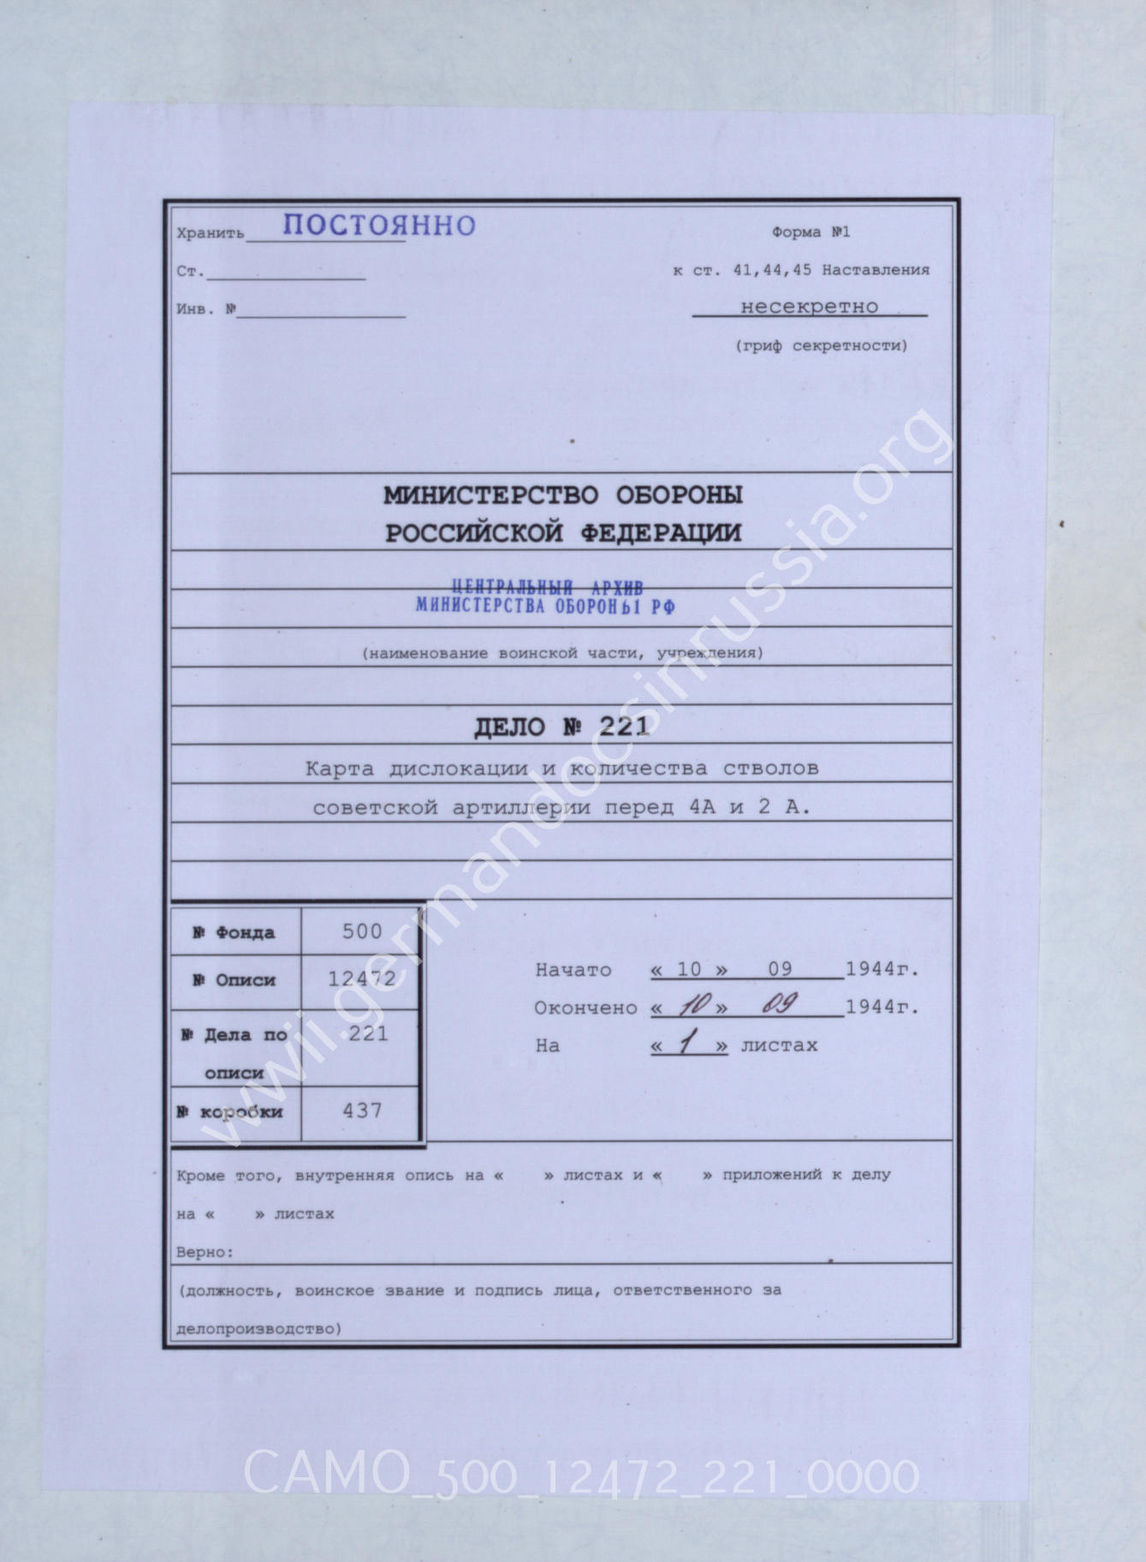 Хранить ПОСТОЯННО
Форма №1
Ст.
к ст. 41,44,45 Наставления
Инв. №
несекретно
(гриф секретности)
МИНИСТЕРСТВО ОБОРОНЫ
РОССИЙСКОЙ ФЕДЕРАЦИИ
ЦЕНТРАЛЬНЫЙ АРХИВ
МИНИСТЕРСТВА ОБОРОНЫ РФ
(наименование воинской части, учреждения)
ДЕЛО № 221
Карта дислокации и количества стволов
советской артиллерии перед 4А и 2 А.
№ Фонда 500
№ Описи 12472
№ Дела по 221
описи
№ коробки 437
Начато « 10 » 09 1944г.
Окончено « 10 » 09 1944г.
На « 1 » листах
Кроме того, внутренняя опись на « » листах и « » приложений к делу
на « » листах
Верно:
(должность, воинское звание и подпись лица, ответственного за
делопроизводство)
wwii.germandocsinrussia.org
CAMO_500_12472_221_0000